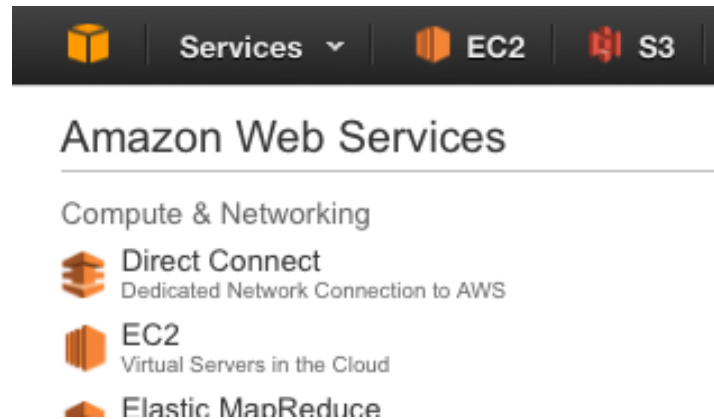 Services EC2 S3
Amazon Web Services
Compute & Networking
Direct Connect
Dedicated Network Connection to AWS
EC2
Virtual Servers in the Cloud
Elastic MapReduce